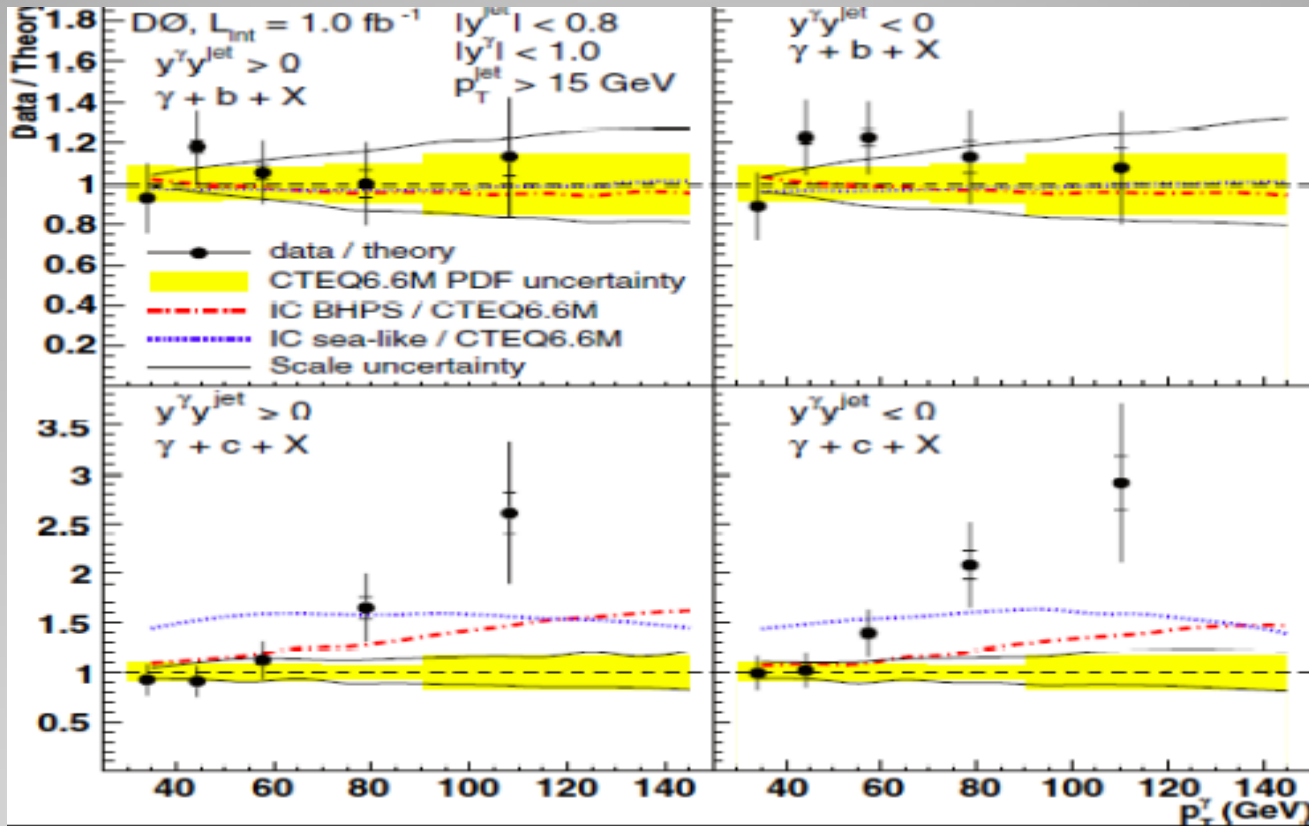 Data / Theory
1.8
1.6
1.4
1.2
1
0.8
0.6
0.4
0.2
DØ, L_int = 1.0 fb⁻¹
|y^jet| < 0.8
|y^γ| < 1.0
p_T^jet > 15 GeV
y^γ y^jet > 0
γ + b + X
data / theory
CTEQ6.6M PDF uncertainty
IC BHPS / CTEQ6.6M
IC sea-like / CTEQ6.6M
Scale uncertainty
y^γ y^jet < 0
γ + b + X
3.5
3
2.5
2
1.5
1
0.5
y^γ y^jet > 0
γ + c + X
y^γ y^jet < 0
γ + c + X
40 60 80 100 120 140
40 60 80 100 120 140
p_T^γ (GeV)